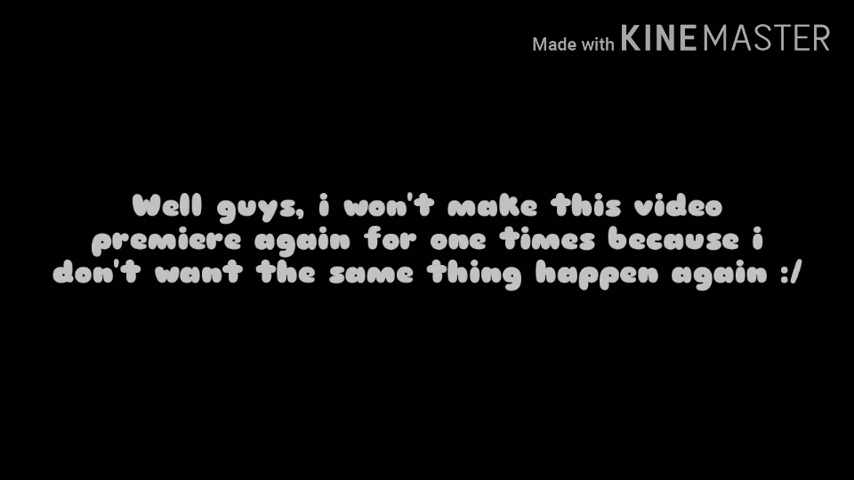 Made with KINEMASTER
Well guys, i won't make this video
premiere again for one times because i
don't want the same thing happen again :/